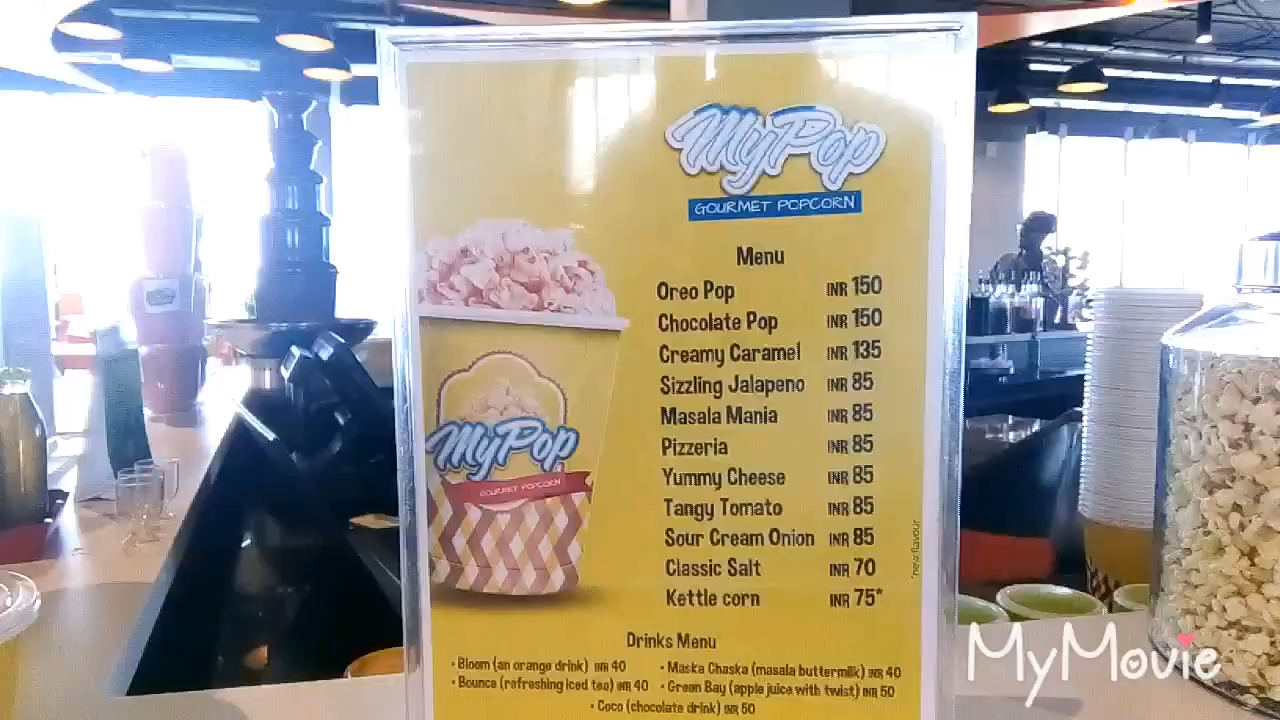 MyPop
GOURMET POPCORN
Menu
Oreo Pop INR 150
Chocolate Pop INR 150
Creamy Caramel INR 135
Sizzling Jalapeno INR 85
Masala Mania INR 85
Pizzeria INR 85
Yummy Cheese INR 85
Tangy Tomato INR 85
Sour Cream Onion INR 85
Classic Salt INR 70
Kettle corn INR 75*
*new flavour
MyPop
GOURMET POPCORN
Drinks Menu
• Bloom (an orange drink) INR 40
• Maska Chaska (masala buttermilk) INR 40
• Bounce (refreshing iced tea) INR 40
• Green Bay (apple juice with twist) INR 50
• Coco (chocolate drink) INR 50
MyMovie